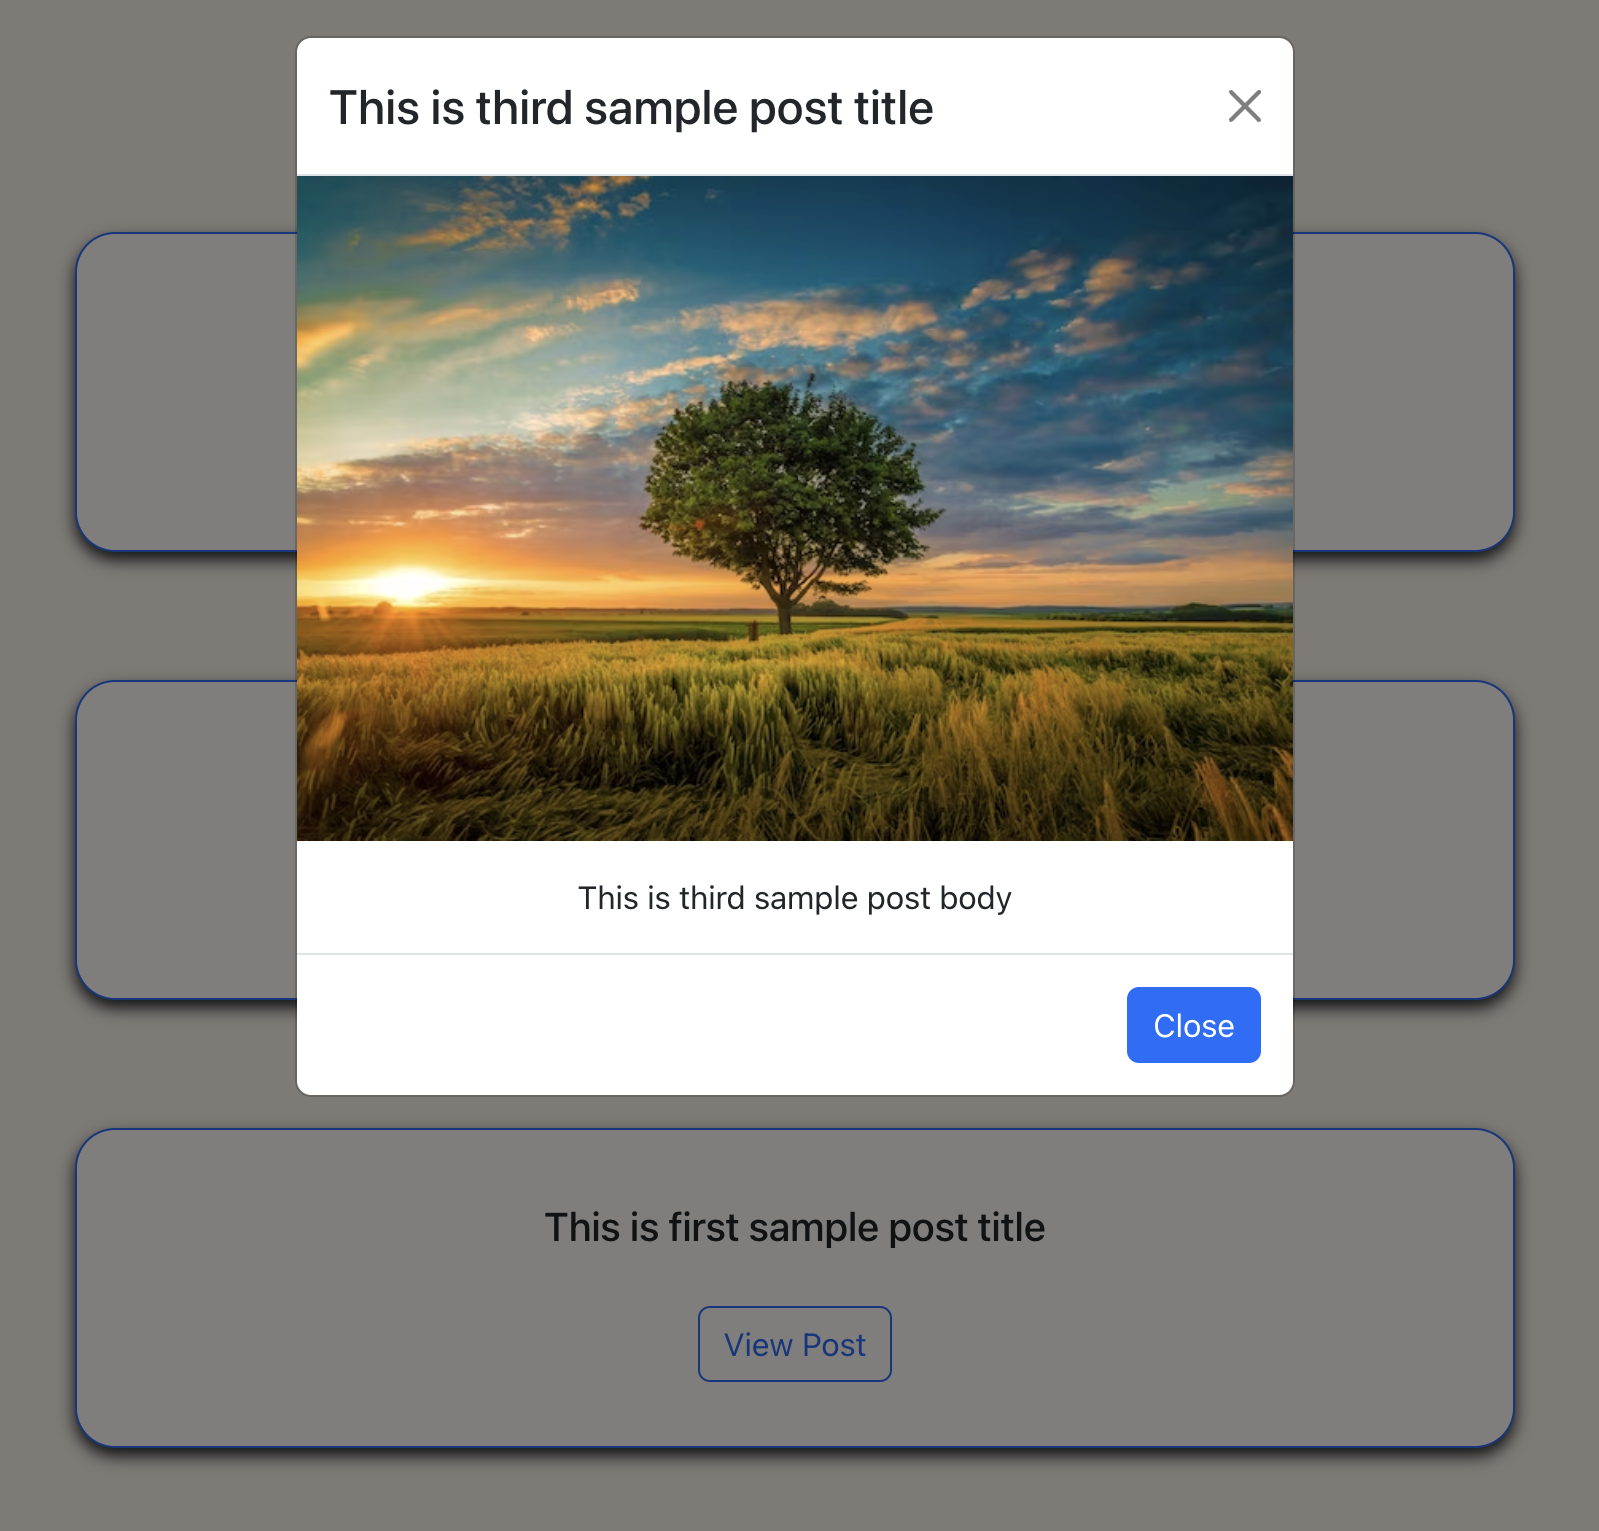 This is third sample post title
This is third sample post body
Close
This is first sample post title
View Post